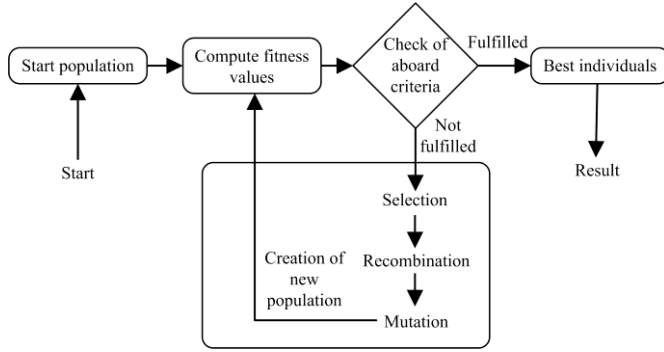 Start population
Compute fitness
values
Check of
aboard
criteria
Fulfilled
Best individuals
Not
fulfilled
Start
Result
Selection
Recombination
Mutation
Creation of
new
population